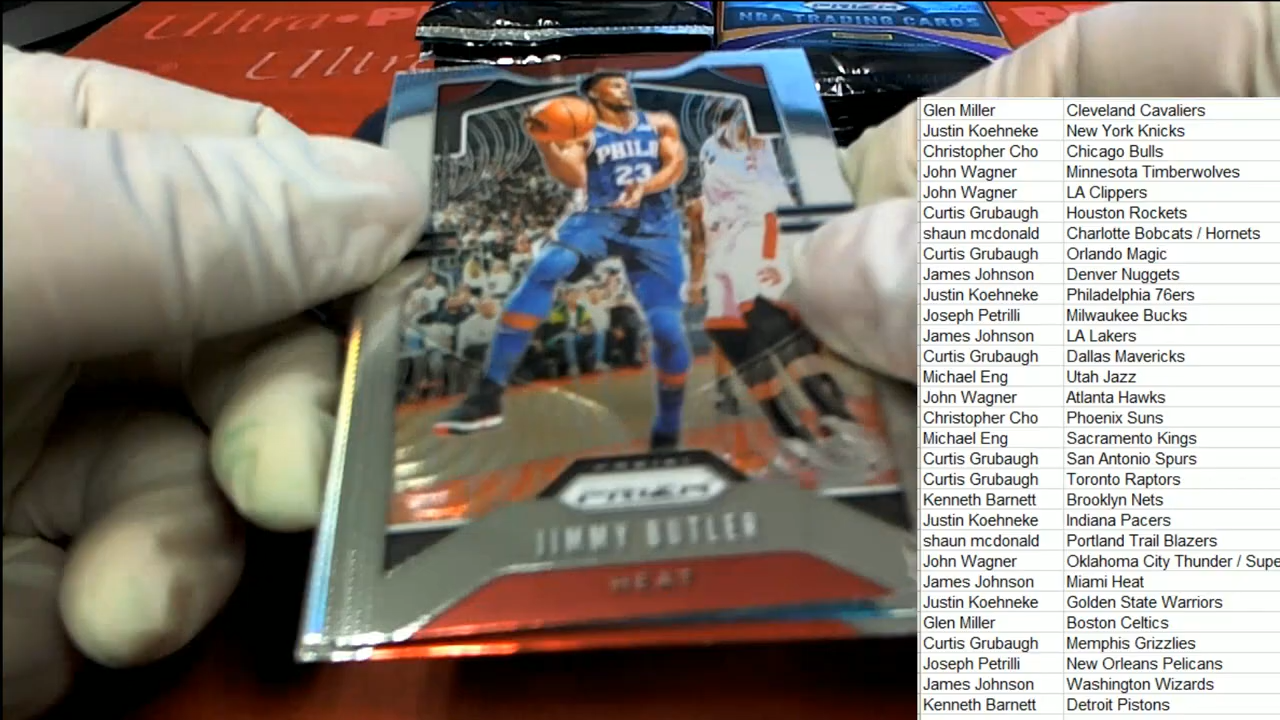 Ultra PR
Ultra
PRIZM
NBA TRADING CARDS
PHILA
23
PRIZM
JIMMY BUTLER
HEAT
Glen Miller Cleveland Cavaliers
Justin Koehneke New York Knicks
Christopher Cho Chicago Bulls
John Wagner Minnesota Timberwolves
John Wagner LA Clippers
Curtis Grubaugh Houston Rockets
shaun mcdonald Charlotte Bobcats / Hornets
Curtis Grubaugh Orlando Magic
James Johnson Denver Nuggets
Justin Koehneke Philadelphia 76ers
Joseph Petrilli Milwaukee Bucks
James Johnson LA Lakers
Curtis Grubaugh Dallas Mavericks
Michael Eng Utah Jazz
John Wagner Atlanta Hawks
Christopher Cho Phoenix Suns
Michael Eng Sacramento Kings
Curtis Grubaugh San Antonio Spurs
Curtis Grubaugh Toronto Raptors
Kenneth Barnett Brooklyn Nets
Justin Koehneke Indiana Pacers
shaun mcdonald Portland Trail Blazers
John Wagner Oklahoma City Thunder / Supe
James Johnson Miami Heat
Justin Koehneke Golden State Warriors
Glen Miller Boston Celtics
Curtis Grubaugh Memphis Grizzlies
Joseph Petrilli New Orleans Pelicans
James Johnson Washington Wizards
Kenneth Barnett Detroit Pistons